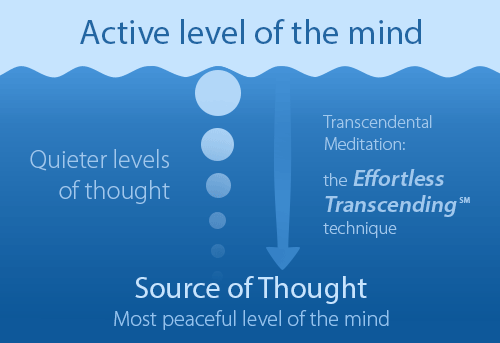 Active level of the mind
Quieter levels
of thought
Transcendental
Meditation:
the Effortless
Transcending℠
technique
Source of Thought
Most peaceful level of the mind